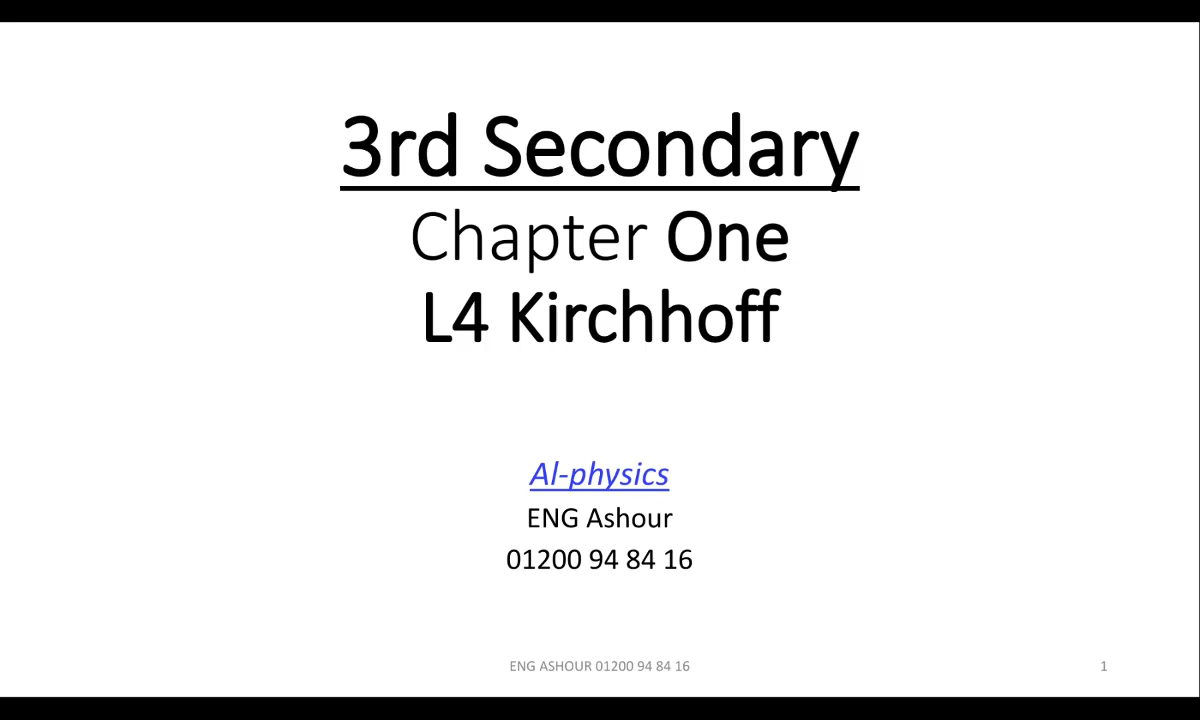 3rd Secondary
Chapter One
L4 Kirchhoff
Al-physics
ENG Ashour
01200 94 84 16
ENG ASHOUR 01200 94 84 16
1